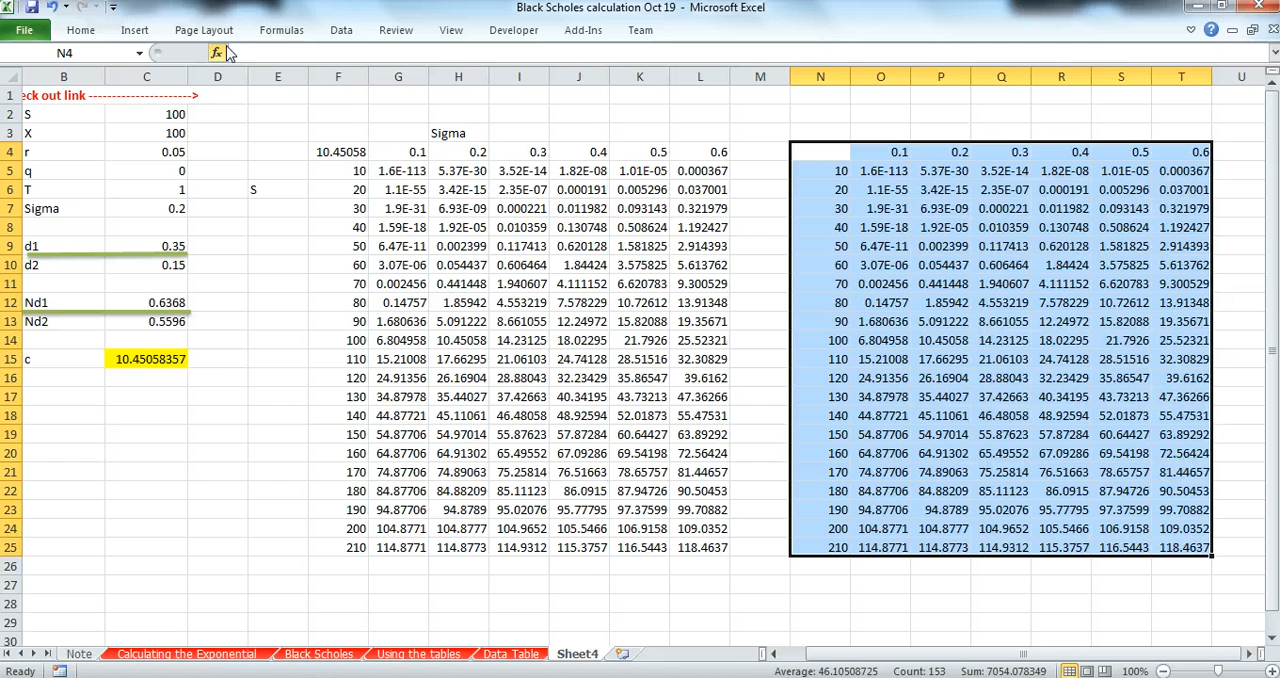 Black Scholes calculation Oct 19 - Microsoft Excel
File Home Insert Page Layout Formulas Data Review View Developer Add-Ins Team
N4 fx
B C D E F G H I J K L M N O P Q R S T U
1 eck out link ---------------------->
2 S 100
3 X 100 Sigma
4 r 0.05 10.45058 0.1 0.2 0.3 0.4 0.5 0.6 0.1 0.2 0.3 0.4 0.5 0.6
5 q 0 10 1.6E-113 5.37E-30 3.52E-14 1.82E-08 1.01E-05 0.000367 10 1.6E-113 5.37E-30 3.52E-14 1.82E-08 1.01E-05 0.000367
6 T 1 S 20 1.1E-55 3.42E-15 2.35E-07 0.000191 0.005296 0.037001 20 1.1E-55 3.42E-15 2.35E-07 0.000191 0.005296 0.037001
7 Sigma 0.2 30 1.9E-31 6.93E-09 0.000221 0.011982 0.093143 0.321979 30 1.9E-31 6.93E-09 0.000221 0.011982 0.093143 0.321979
8 40 1.59E-18 1.92E-05 0.010359 0.130748 0.508624 1.192427 40 1.59E-18 1.92E-05 0.010359 0.130748 0.508624 1.192427
9 d1 0.35 50 6.47E-11 0.002399 0.117413 0.620128 1.581825 2.914393 50 6.47E-11 0.002399 0.117413 0.620128 1.581825 2.914393
10 d2 0.15 60 3.07E-06 0.054437 0.606464 1.84424 3.575825 5.613762 60 3.07E-06 0.054437 0.606464 1.84424 3.575825 5.613762
11 70 0.002456 0.441448 1.940607 4.111152 6.620783 9.300529 70 0.002456 0.441448 1.940607 4.111152 6.620783 9.300529
12 Nd1 0.6368 80 0.14757 1.85942 4.553219 7.578229 10.72612 13.91348 80 0.14757 1.85942 4.553219 7.578229 10.72612 13.91348
13 Nd2 0.5596 90 1.680636 5.091222 8.661055 12.24972 15.82088 19.35671 90 1.680636 5.091222 8.661055 12.24972 15.82088 19.35671
14 100 6.804958 10.45058 14.23125 18.02295 21.7926 25.52321 100 6.804958 10.45058 14.23125 18.02295 21.7926 25.52321
15 c 10.45058357 110 15.21008 17.66295 21.06103 24.74128 28.51516 32.30829 110 15.21008 17.66295 21.06103 24.74128 28.51516 32.30829
16 120 24.91356 26.16904 28.88043 32.23429 35.86547 39.6162 120 24.91356 26.16904 28.88043 32.23429 35.86547 39.6162
17 130 34.87978 35.44027 37.42663 40.34195 43.73213 47.36266 130 34.87978 35.44027 37.42663 40.34195 43.73213 47.36266
18 140 44.87721 45.11061 46.48058 48.92594 52.01873 55.47531 140 44.87721 45.11061 46.48058 48.92594 52.01873 55.47531
19 150 54.87706 54.97014 55.87623 57.87284 60.64427 63.89292 150 54.87706 54.97014 55.87623 57.87284 60.64427 63.89292
20 160 64.87706 64.91302 65.49552 67.09286 69.54198 72.56424 160 64.87706 64.91302 65.49552 67.09286 69.54198 72.56424
21 170 74.87706 74.89063 75.25814 76.51663 78.65757 81.44657 170 74.87706 74.89063 75.25814 76.51663 78.65757 81.44657
22 180 84.87706 84.88209 85.11123 86.0915 87.94726 90.50453 180 84.87706 84.88209 85.11123 86.0915 87.94726 90.50453
23 190 94.87706 94.8789 95.02076 95.77795 97.37599 99.70882 190 94.87706 94.8789 95.02076 95.77795 97.37599 99.70882
24 200 104.8771 104.8777 104.9652 105.5466 106.9158 109.0352 200 104.8771 104.8777 104.9652 105.5466 106.9158 109.0352
25 210 114.8771 114.8773 114.9312 115.3757 116.5443 118.4637 210 114.8771 114.8773 114.9312 115.3757 116.5443 118.4637
26
27
28
29
30
Note Calculating the Exponential Black Scholes Using the tables Data Table Sheet4
Ready Average: 46.10508725 Count: 153 Sum: 7054.078349 100%